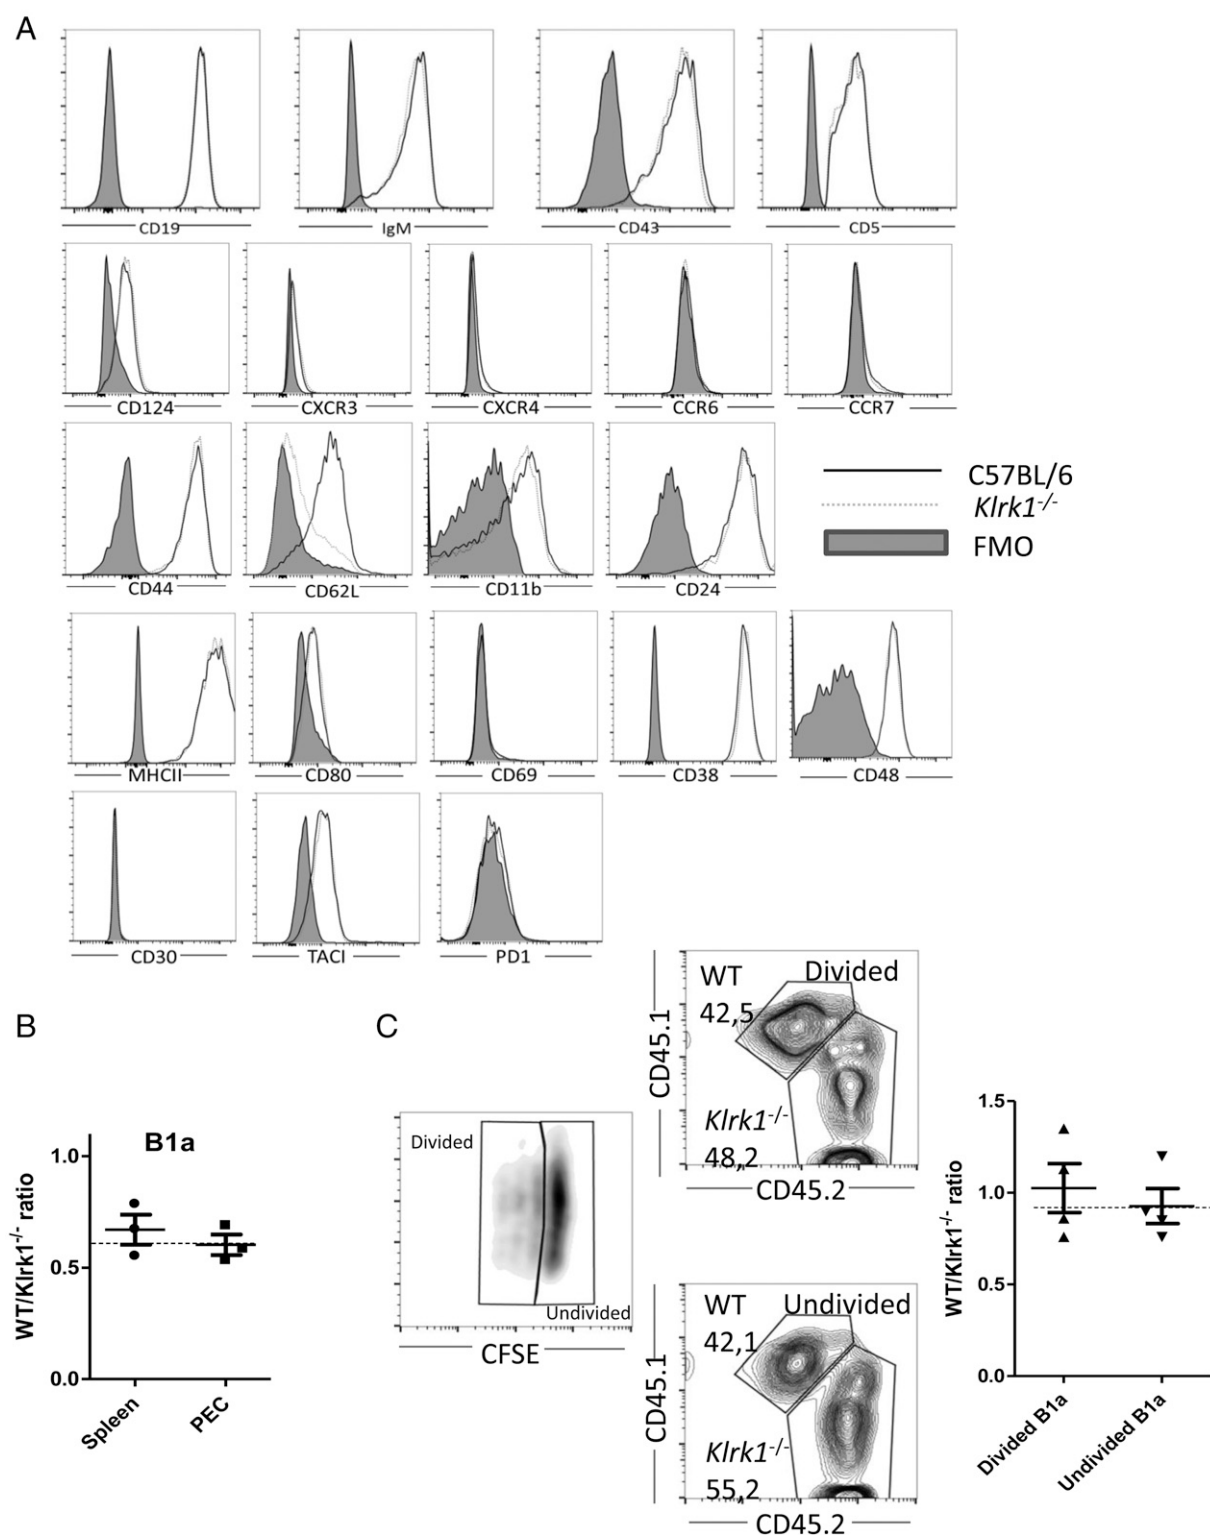 A
CD19
IgM
CD43
CD5
CD124
CXCR3
CXCR4
CCR6
CCR7
CD44
CD62L
CD11b
CD24
C57BL/6
Klrk1-/-
FMO
MHCII
CD80
CD69
CD38
CD48
CD30
TACI
PD1
B
B1a
WT/Klrk1-/- ratio
1.0
0.5
0.0
Spleen
PEC
C
Divided
Undivided
CFSE
WT
42,5
Divided
Klrk1-/-
48,2
CD45.1
CD45.2
WT
42,1
Undivided
Klrk1-/-
55,2
CD45.1
CD45.2
WT/Klrk1-/- ratio
1.5
1.0
0.5
0.0
Divided B1a
Undivided B1a